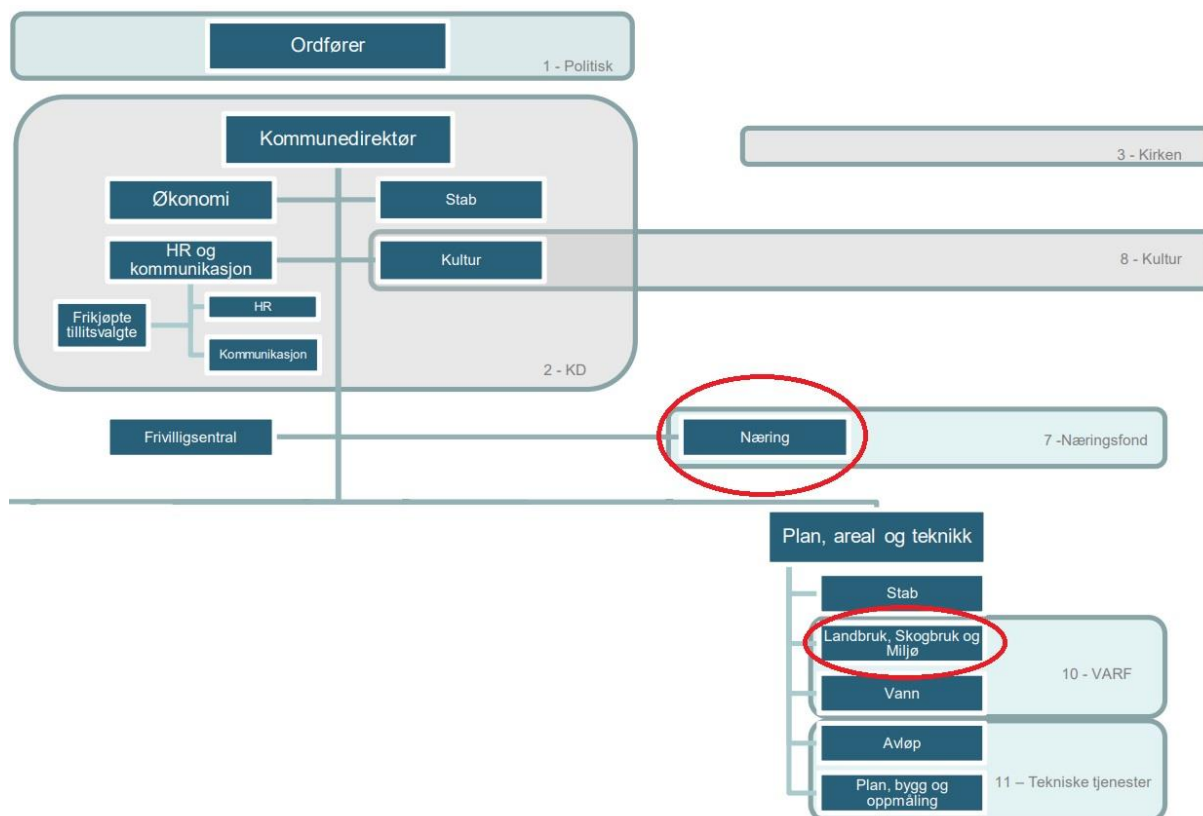 Ordfører
1 - Politisk
Kommunedirektør
3 - Kirken
Økonomi
Stab
HR og
kommunikasjon
Kultur
8 - Kultur
HR
Frikjøpte
tillitsvalgte
Kommunikasjon
2 - KD
Frivilligsentral
Næring
7 -Næringsfond
Plan, areal og teknikk
Stab
Landbruk, Skogbruk og
Miljø
10 - VARF
Vann
Avløp
11 – Tekniske tjenester
Plan, bygg og
oppmåling